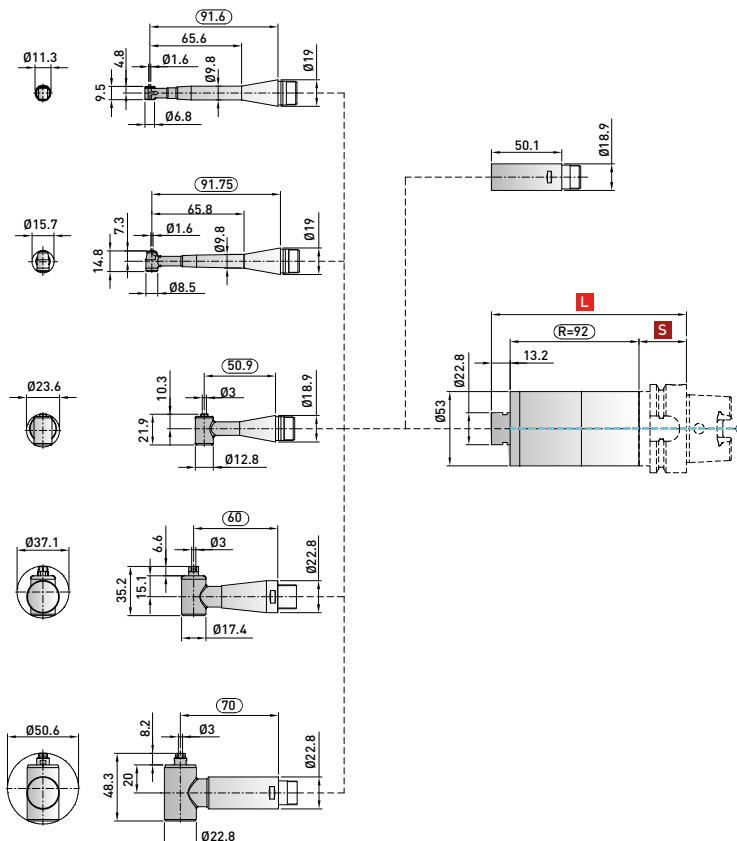 91.6
65.6
Ø11.3
4.8
Ø1.6
Ø9.8
Ø19
9.5
Ø6.8
50.1
Ø18.9
91.75
65.8
Ø15.7
7.3
Ø1.6
Ø9.8
Ø19
14.8
Ø8.5
L
R=92
S
13.2
Ø22.8
Ø53
50.9
Ø23.6
10.3
Ø3
Ø18.9
21.9
Ø12.8
60
Ø37.1
6.6
Ø3
Ø22.8
35.2
15.1
Ø17.4
70
Ø50.6
8.2
Ø3
Ø22.8
48.3
20
Ø22.8